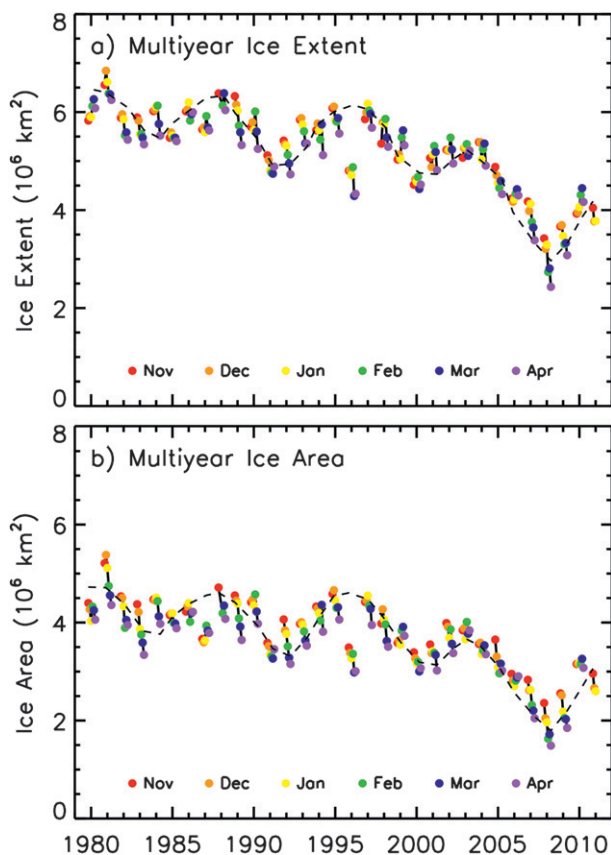 a) Multiyear Ice Extent
8
6
4
2
0
Ice Extent (10⁶ km²)
Nov Dec Jan Feb Mar Apr
b) Multiyear Ice Area
8
6
4
2
0
Ice Area (10⁶ km²)
Nov Dec Jan Feb Mar Apr
1980 1985 1990 1995 2000 2005 2010